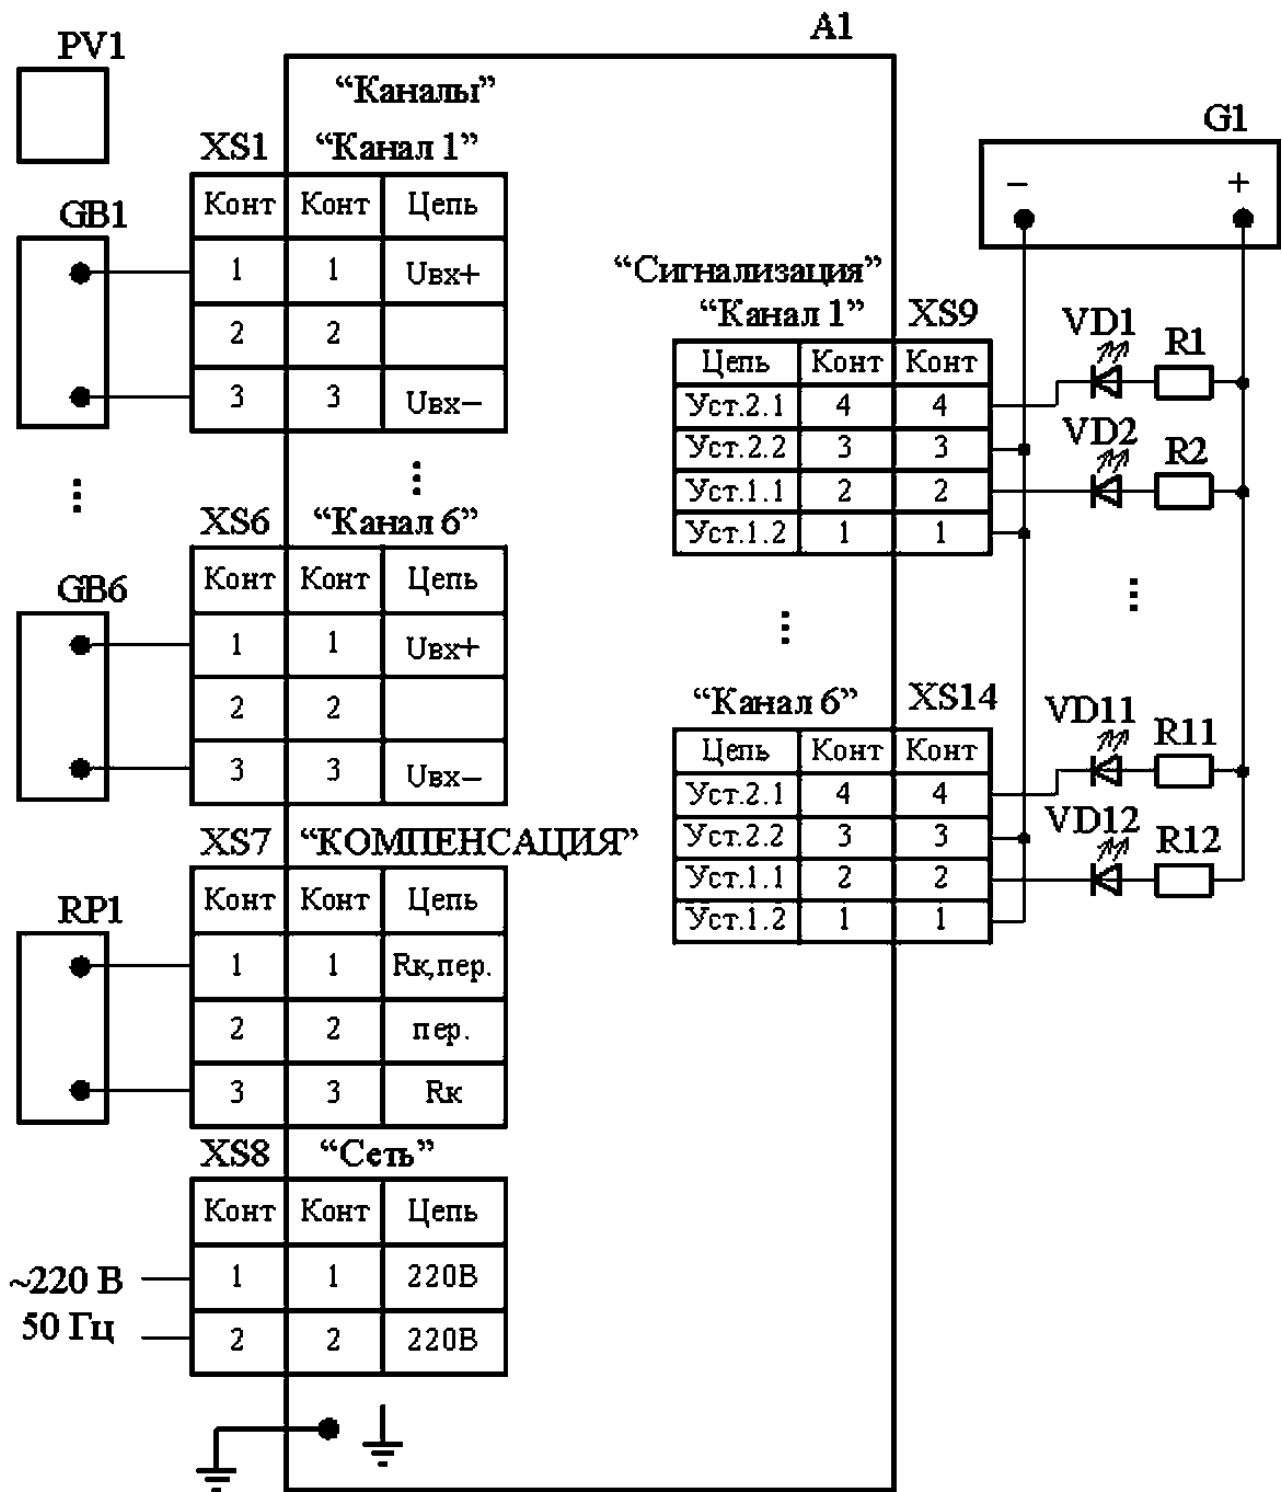 A1
PV1
“Каналы”
XS1 “Канал 1”
Конт Конт Цепь
GB1
1 1 Uвх+
2 2
3 3 Uвх−
...
XS6 “Канал 6”
Конт Конт Цепь
GB6
1 1 Uвх+
2 2
3 3 Uвх−
XS7 “КОМПЕНСАЦИЯ”
Конт Конт Цепь
RP1
1 1 Rк,пер.
2 2 пер.
3 3 Rк
XS8 “Сеть”
Конт Конт Цепь
~220 В
50 Гц
1 1 220В
2 2 220В
G1
− +
“Сигнализация”
“Канал 1” XS9
Цепь Конт Конт
Уст.2.1 4 4
Уст.2.2 3 3
Уст.1.1 2 2
Уст.1.2 1 1
VD1 R1
VD2 R2
...
“Канал 6” XS14
Цепь Конт Конт
Уст.2.1 4 4
Уст.2.2 3 3
Уст.1.1 2 2
Уст.1.2 1 1
VD11 R11
VD12 R12